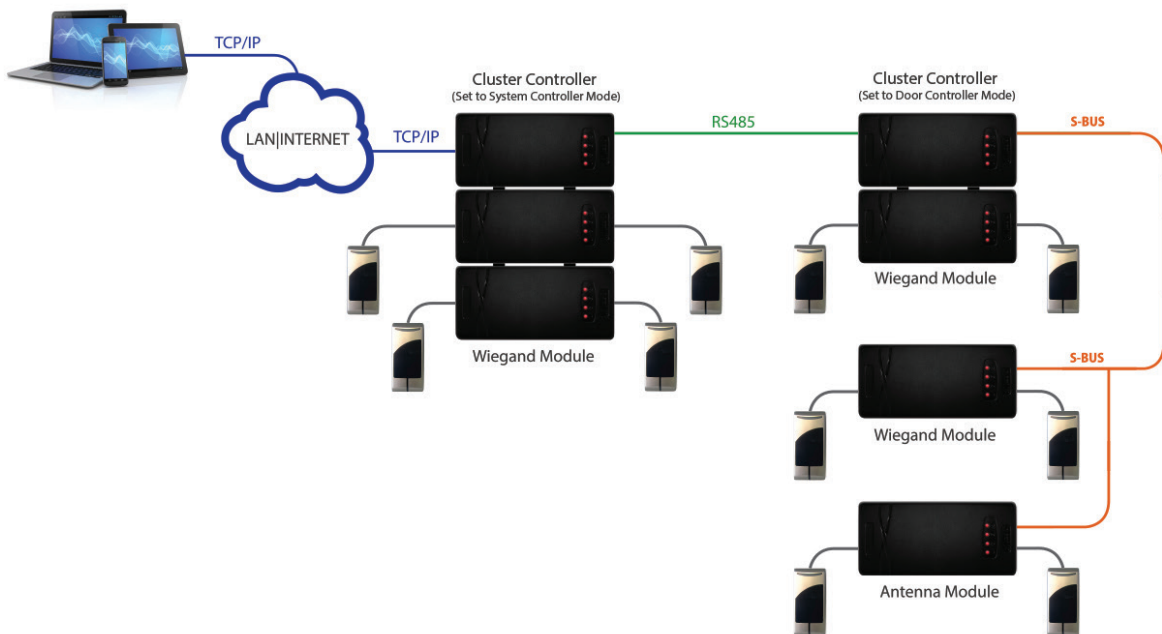 TCP/IP
LAN|INTERNET
TCP/IP
Cluster Controller
(Set to System Controller Mode)
RS485
Cluster Controller
(Set to Door Controller Mode)
S-BUS
Wiegand Module
Wiegand Module
S-BUS
Wiegand Module
Antenna Module